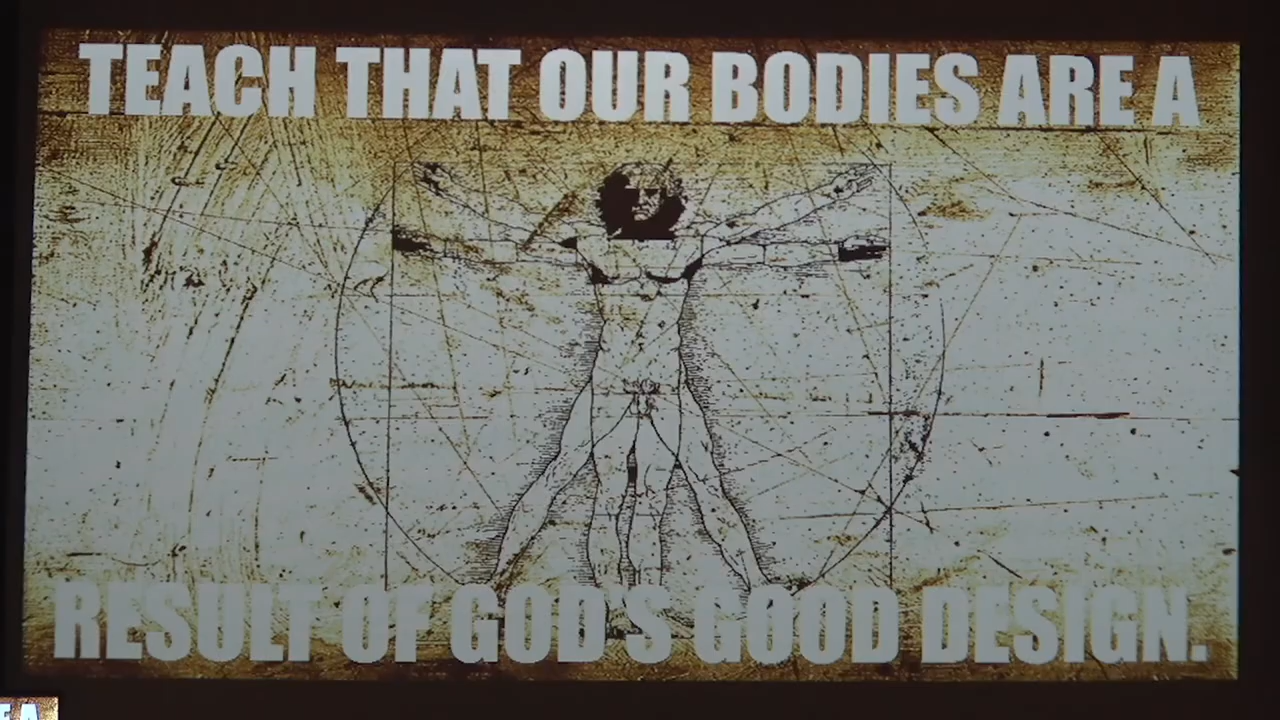 TEACH THAT OUR BODIES ARE A
RESULT OF GOD'S GOOD DESIGN.